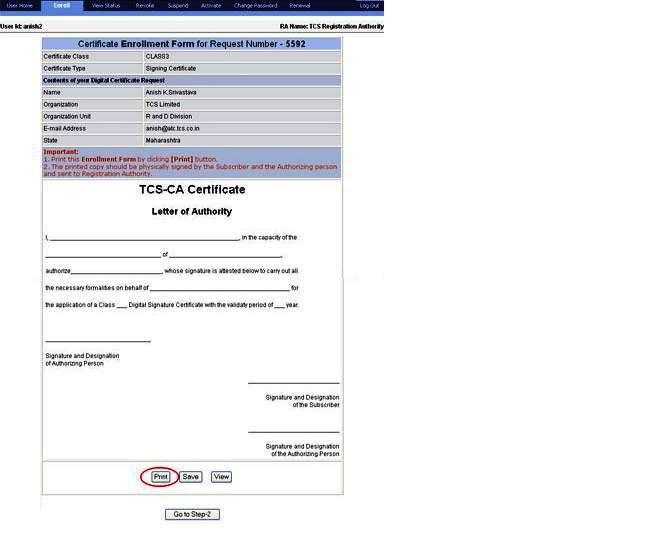 User Home Enroll View Status Revoke Suspend Activate Change Password Renewal Log Out
User Id: anish2 RA Name: TCS Registration Authority
Certificate Enrollment Form for Request Number - 5592
Certificate Class CLASS3
Certificate Type Signing Certificate
Contents of your Digital Certificate Request
Name Anish K.Srivastava
Organization TCS Limited
Organization Unit R and D Division
E-mail Address anish@atc.tcs.co.in
State Maharashtra
Important:
1. Print this Enrollment Form by clicking [Print] button.
2. The printed copy should be physically signed by the Subscriber and the Authorizing person
and sent to Registration Authority.
TCS-CA Certificate
Letter of Authority
I, ___, in the capacity of the
___ of ___,
authorize___, whose signature is attested below to carry out all
the necessary formalities on behalf of ___ for
the application of a Class ___ Digital Signature Certificate with the validaty period of ___ year.
Signature and Designation
of Authorizing Person
Signature and Designation
of the Subscriber
Signature and Designation
of the Authorizing Person
Print Save View
Go to Step-2